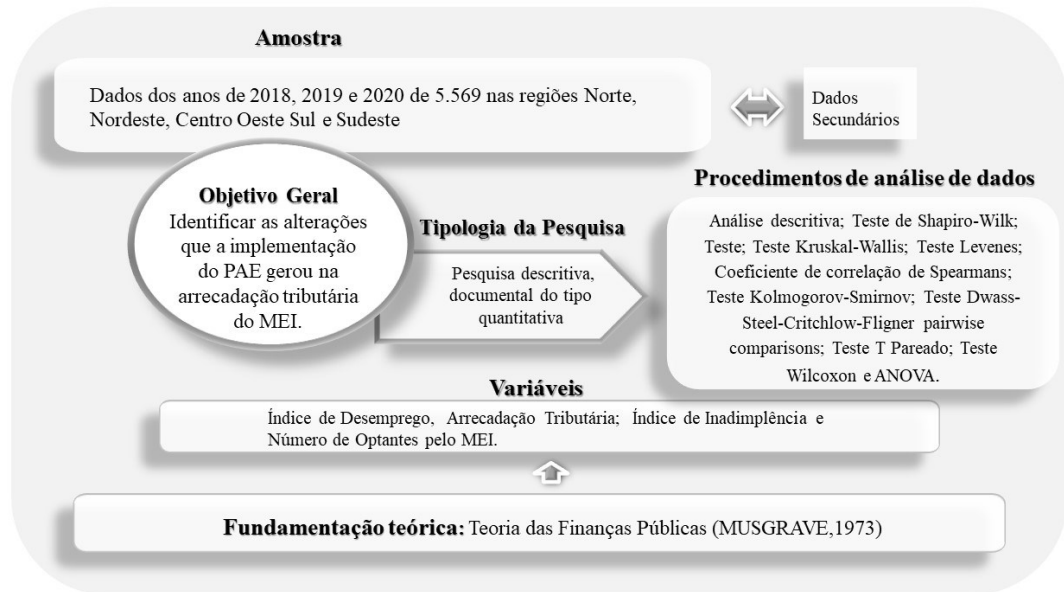 Amostra
Dados dos anos de 2018, 2019 e 2020 de 5.569 nas regiões Norte,
Nordeste, Centro Oeste Sul e Sudeste
Dados
Secundários
Objetivo Geral
Identificar as alterações
que a implementação
do PAE gerou na
arrecadação tributária
do MEI.
Tipologia da Pesquisa
Pesquisa descritiva,
documental do tipo
quantitativa
Procedimentos de análise de dados
Análise descritiva; Teste de Shapiro-Wilk;
Teste; Teste Kruskal-Wallis; Teste Levenes;
Coeficiente de correlação de Spearmans;
Teste Kolmogorov-Smirnov; Teste Dwass-
Steel-Critchlow-Fligner pairwise
comparisons; Teste T Pareado; Teste
Wilcoxon e ANOVA.
Variáveis
Índice de Desemprego, Arrecadação Tributária; Índice de Inadimplência e
Número de Optantes pelo MEI.
Fundamentação teórica: Teoria das Finanças Públicas (MUSGRAVE,1973)